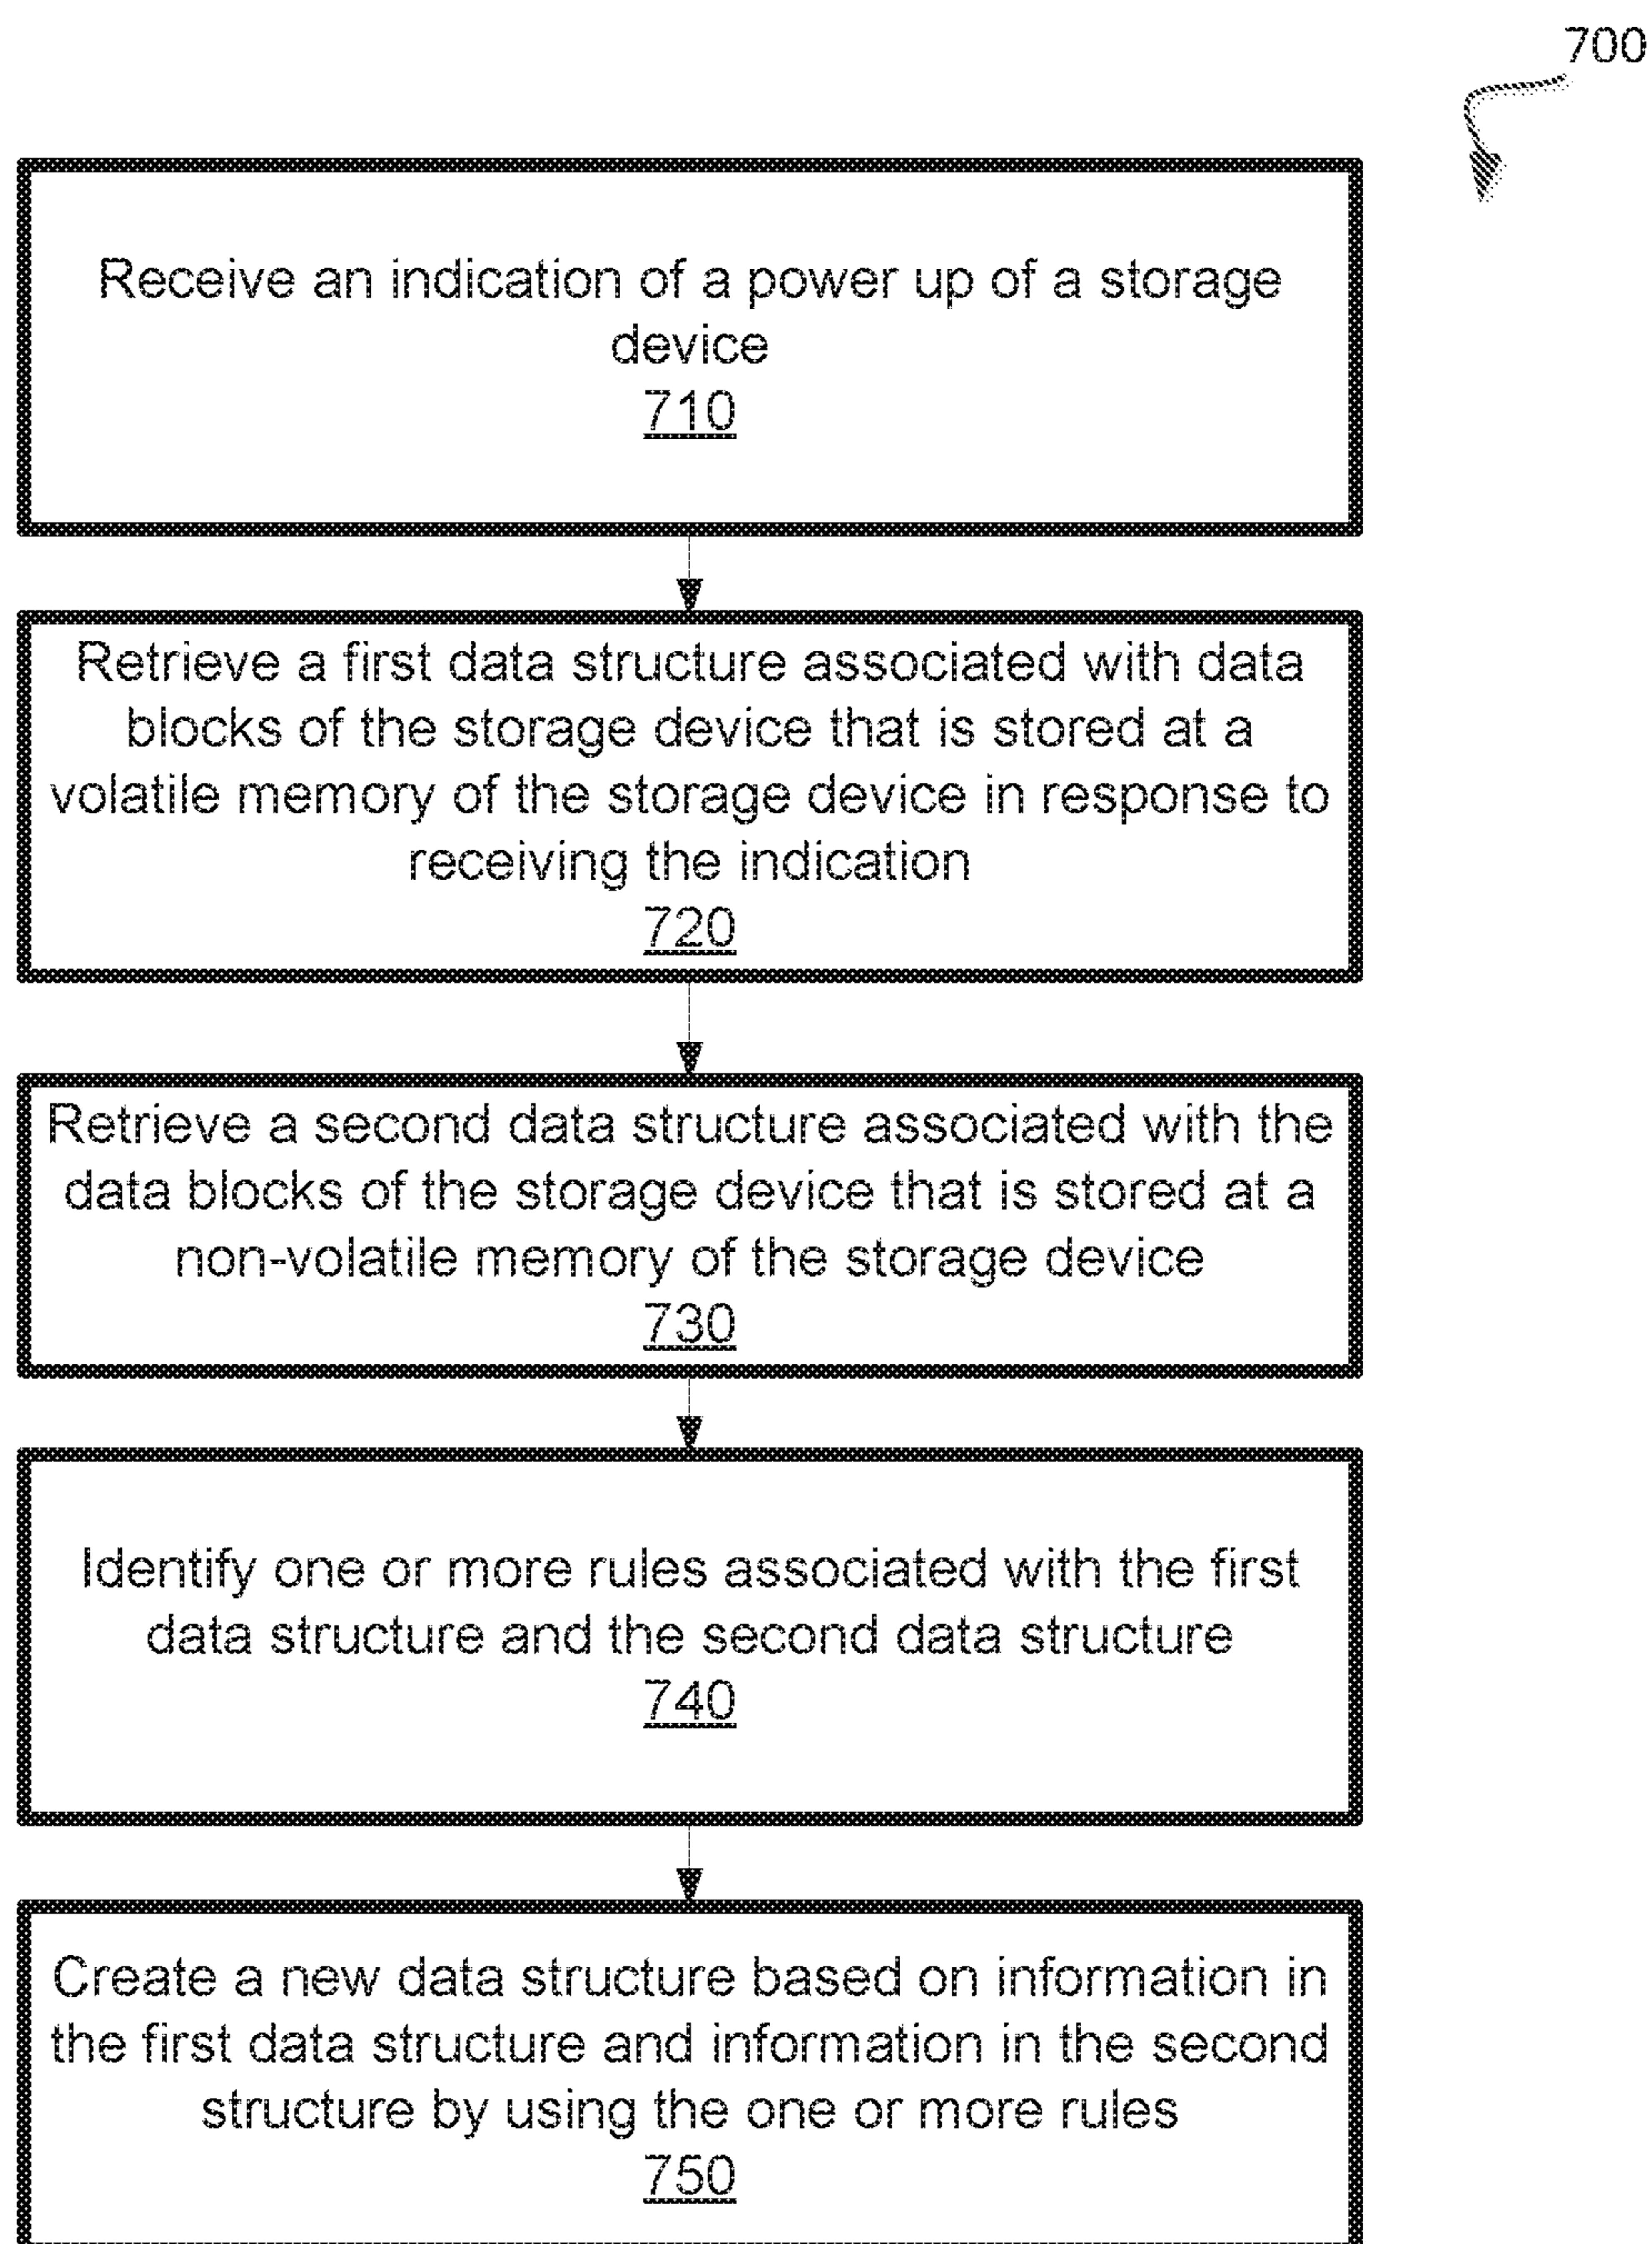 700
Receive an indication of a power up of a storage
device
710
Retrieve a first data structure associated with data
blocks of the storage device that is stored at a
volatile memory of the storage device in response to
receiving the indication
720
Retrieve a second data structure associated with the
data blocks of the storage device that is stored at a
non-volatile memory of the storage device
730
Identify one or more rules associated with the first
data structure and the second data structure
740
Create a new data structure based on information in
the first data structure and information in the second
structure by using the one or more rules
750